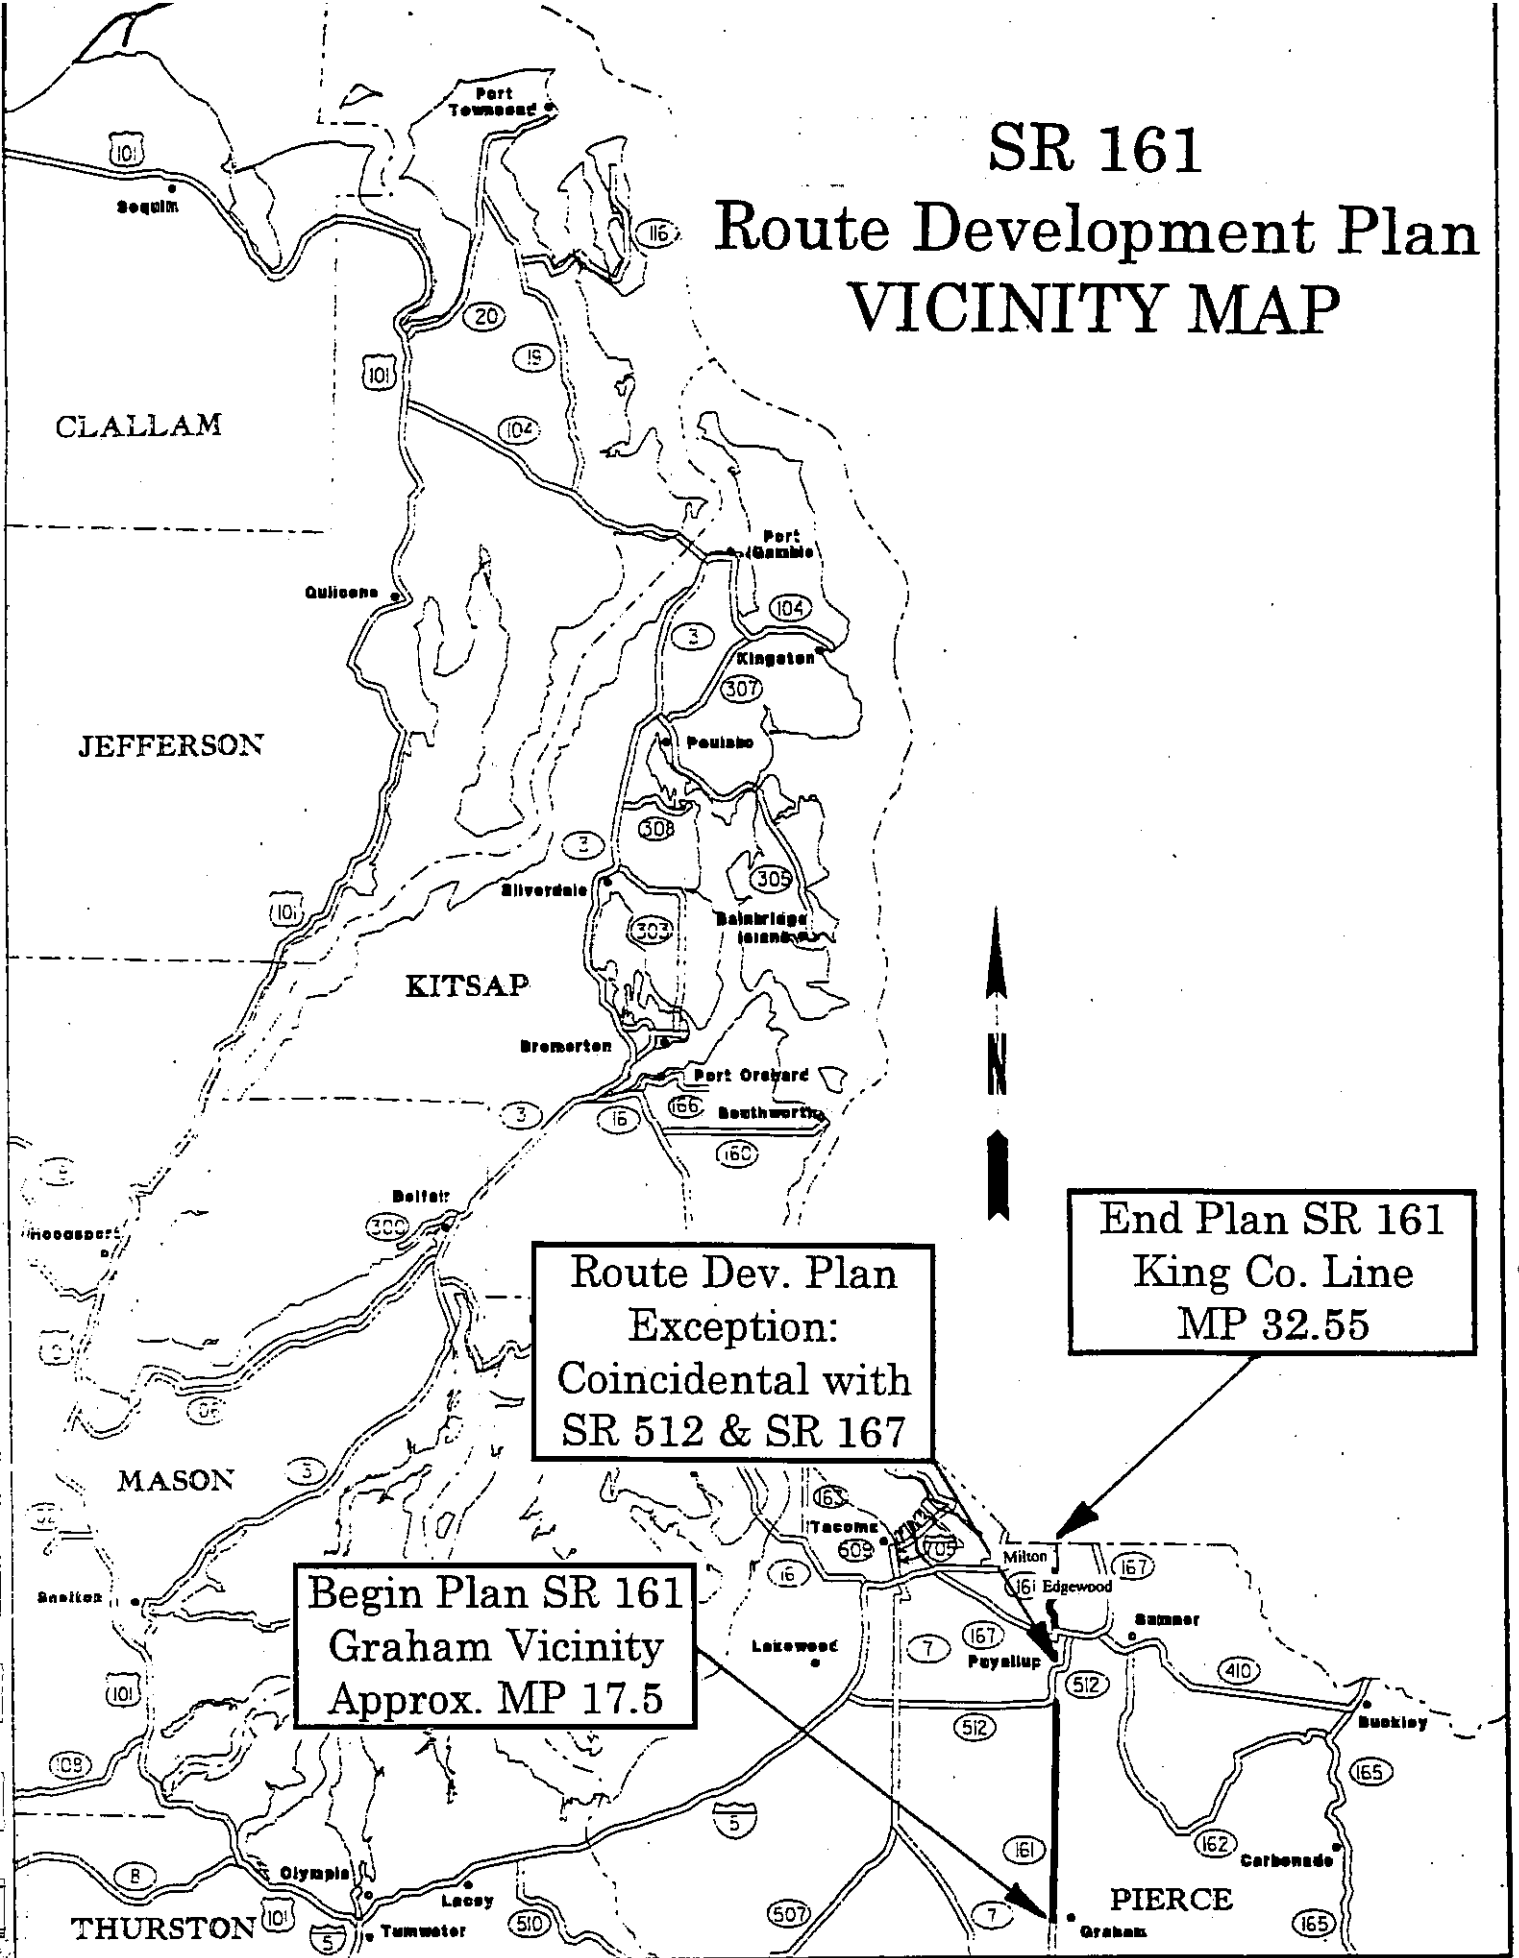 SR 161
Route Development Plan
VICINITY MAP
Port
Townsend
101
Sequim
116
20
19
101
104
CLALLAM
Port
Gamble
Quilcene
104
3
Kingston
307
JEFFERSON
Poulsbo
308
3
305
Silverdale
101
Bainbridge
Island
303
KITSAP
N
Bremerton
Port Orchard
166
3
16
Southworth
160
Belfair
300
Hoodsport
End Plan SR 161
King Co. Line
MP 32.55
Route Dev. Plan
Exception:
Coincidental with
SR 512 & SR 167
106
MASON
3
163
Tacoma
509
705
Milton
167
16
161
Edgewood
Begin Plan SR 161
Graham Vicinity
Approx. MP 17.5
Shelton
Sumner
Lakewood
7
167
Puyallup
410
512
101
512
Buckley
108
165
5
161
162
Carbonado
8
Olympia
Lacey
PIERCE
THURSTON
101
5
Tumwater
510
507
7
Graham
165